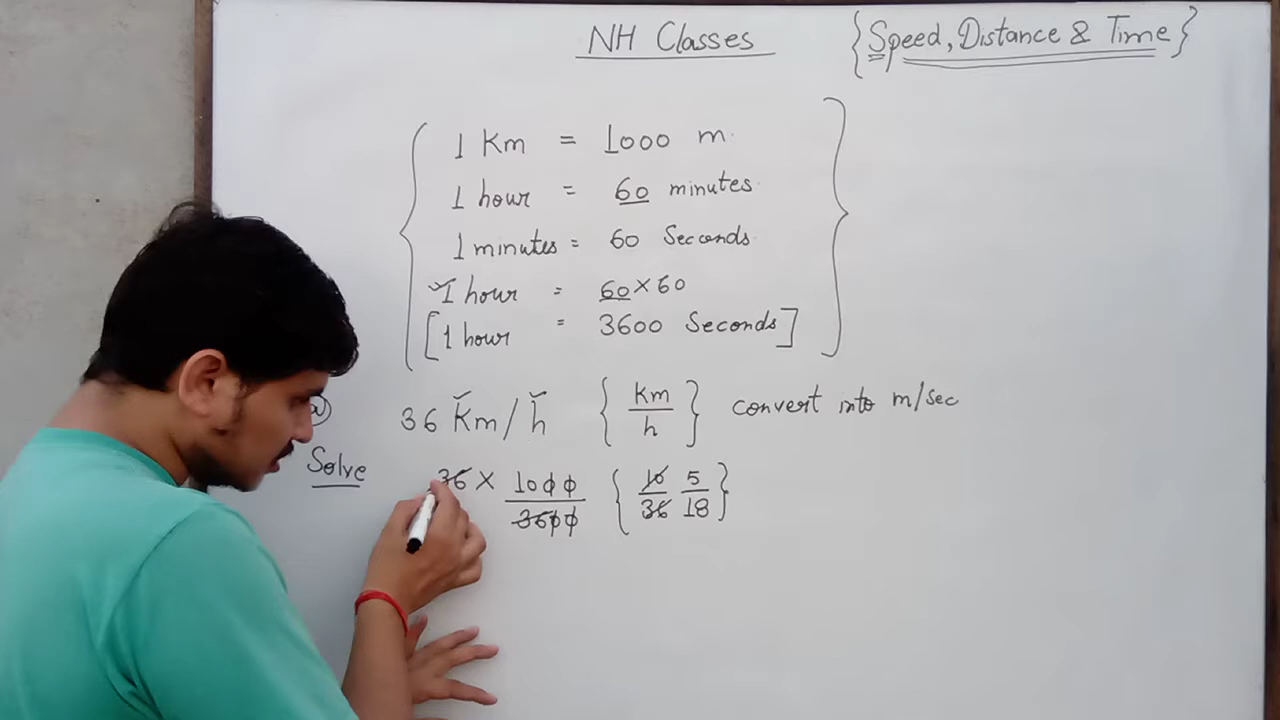 NH Classes {Speed, Distance & Time}
1 Km = 1000 m
1 hour = 60 minutes
1 minutes = 60 Seconds
1 hour = 60×60
[1 hour = 3600 Seconds]
a) 36 Km/h {km/h} convert into m/sec
Solve 36 × 1000/3600 {10/36 5/18}